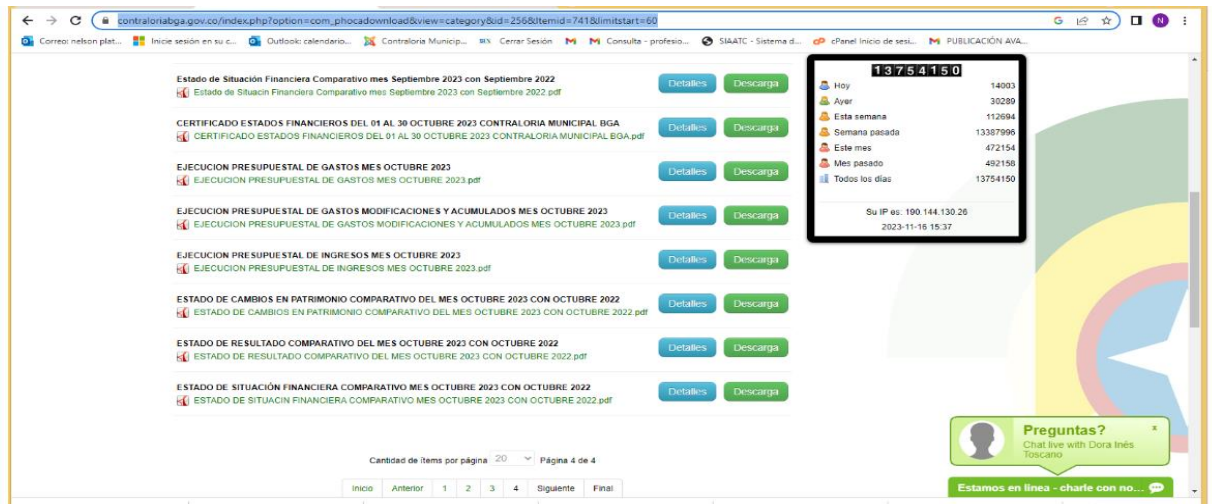 contraloriabga.gov.co/index.php?option=com_phocadownload&view=category&id=256&Itemid=741&limitstart=60
Correo: nelson plat...
Inicie sesión en su c...
Outlook: calendario...
Contraloria Municip...
Cerrar Sesión
Consulta - profesio...
SIAATC - Sistema d...
cPanel Inicio de sesi...
PUBLICACIÓN AVA...
Estado de Situación Financiera Comparativo mes Septiembre 2023 con Septiembre 2022
Estado de Situacin Financiera Comparativo mes Septiembre 2023 con Septiembre 2022.pdf
Detalles
Descarga
CERTIFICADO ESTADOS FINANCIEROS DEL 01 AL 30 OCTUBRE 2023 CONTRALORIA MUNICIPAL BGA
CERTIFICADO ESTADOS FINANCIEROS DEL 01 AL 30 OCTUBRE 2023 CONTRALORIA MUNICIPAL BGA.pdf
Detalles
Descarga
EJECUCION PRESUPUESTAL DE GASTOS MES OCTUBRE 2023
EJECUCION PRESUPUESTAL DE GASTOS MES OCTUBRE 2023.pdf
Detalles
Descarga
EJECUCION PRESUPUESTAL DE GASTOS MODIFICACIONES Y ACUMULADOS MES OCTUBRE 2023
EJECUCION PRESUPUESTAL DE GASTOS MODIFICACIONES Y ACUMULADOS MES OCTUBRE 2023.pdf
Detalles
Descarga
EJECUCION PRESUPUESTAL DE INGRESOS MES OCTUBRE 2023
EJECUCION PRESUPUESTAL DE INGRESOS MES OCTUBRE 2023.pdf
Detalles
Descarga
ESTADO DE CAMBIOS EN PATRIMONIO COMPARATIVO DEL MES OCTUBRE 2023 CON OCTUBRE 2022
ESTADO DE CAMBIOS EN PATRIMONIO COMPARATIVO DEL MES OCTUBRE 2023 CON OCTUBRE 2022.pdf
Detalles
Descarga
ESTADO DE RESULTADO COMPARATIVO DEL MES OCTUBRE 2023 CON OCTUBRE 2022
ESTADO DE RESULTADO COMPARATIVO DEL MES OCTUBRE 2023 CON OCTUBRE 2022.pdf
Detalles
Descarga
ESTADO DE SITUACIÓN FINANCIERA COMPARATIVO MES OCTUBRE 2023 CON OCTUBRE 2022
ESTADO DE SITUACIN FINANCIERA COMPARATIVO MES OCTUBRE 2023 CON OCTUBRE 2022.pdf
Detalles
Descarga
Cantidad de ítems por página 20 Página 4 de 4
Inicio Anterior 1 2 3 4 Siguiente Final
13754150
Hoy 14003
Ayer 30289
Esta semana 112694
Semana pasada 13387996
Este mes 472154
Mes pasado 492158
Todos los días 13754150
Su IP es: 190.144.130.26
2023-11-16 15:37
Preguntas? x
Chat live with Dora Inés
Toscano
Estamos en línea - charle con no...